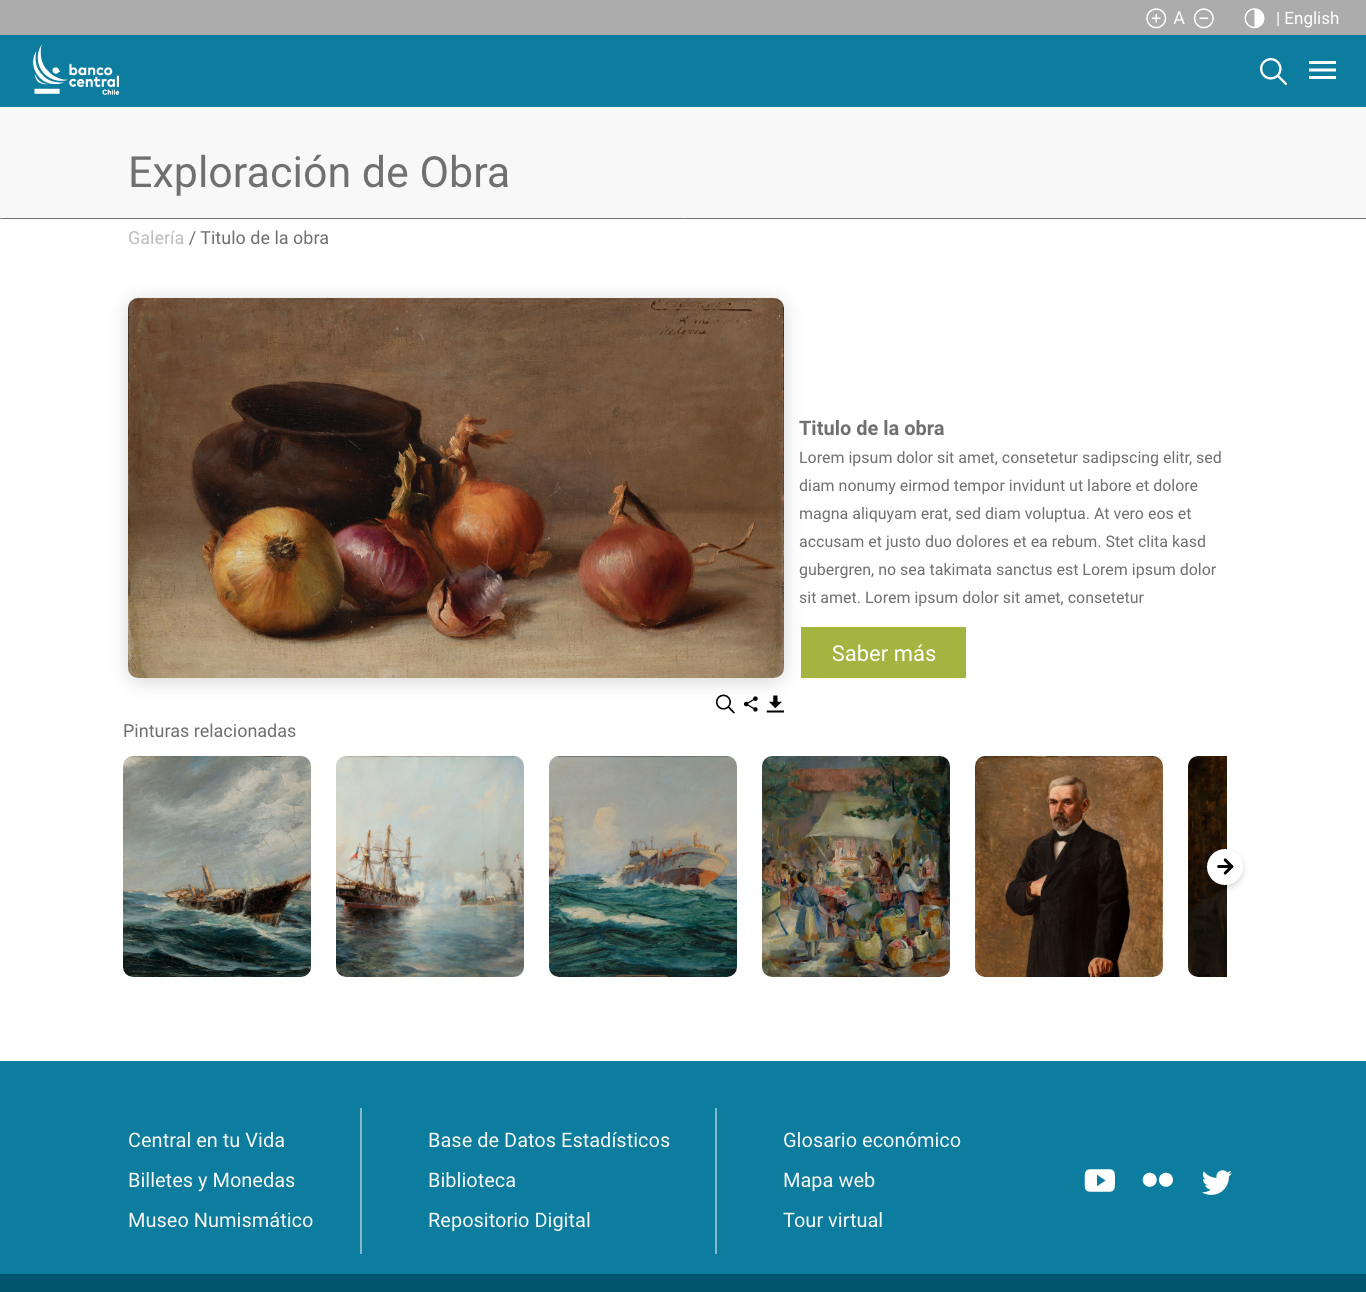 A | English
banco
central
Chile
Exploración de Obra
Galería / Titulo de la obra
Titulo de la obra
Lorem ipsum dolor sit amet, consetetur sadipscing elitr, sed
diam nonumy eirmod tempor invidunt ut labore et dolore
magna aliquyam erat, sed diam voluptua. At vero eos et
accusam et justo duo dolores et ea rebum. Stet clita kasd
gubergren, no sea takimata sanctus est Lorem ipsum dolor
sit amet. Lorem ipsum dolor sit amet, consetetur
Saber más
Pinturas relacionadas
Central en tu Vida
Billetes y Monedas
Museo Numismático
Base de Datos Estadísticos
Biblioteca
Repositorio Digital
Glosario económico
Mapa web
Tour virtual